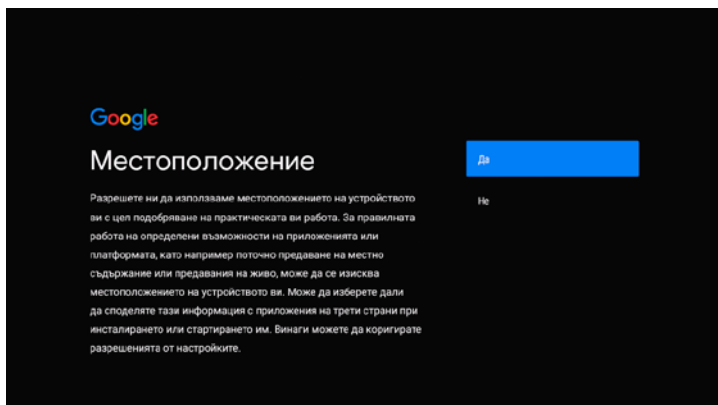 Google
Местоположение
Разрешете ни да използваме местоположението на устройството
ви с цел подобряване на практическата ви работа. За правилната
работа на определени възможности на приложенията или
платформата, като например поточно предаване на местно
съдържание или предавания на живо, може да се изисква
местоположението на устройството ви. Може да изберете дали
да споделяте тази информация с приложения на трети страни при
инсталирането или стартирането им. Винаги можете да коригирате
разрешенията от настройките.
Да
Не